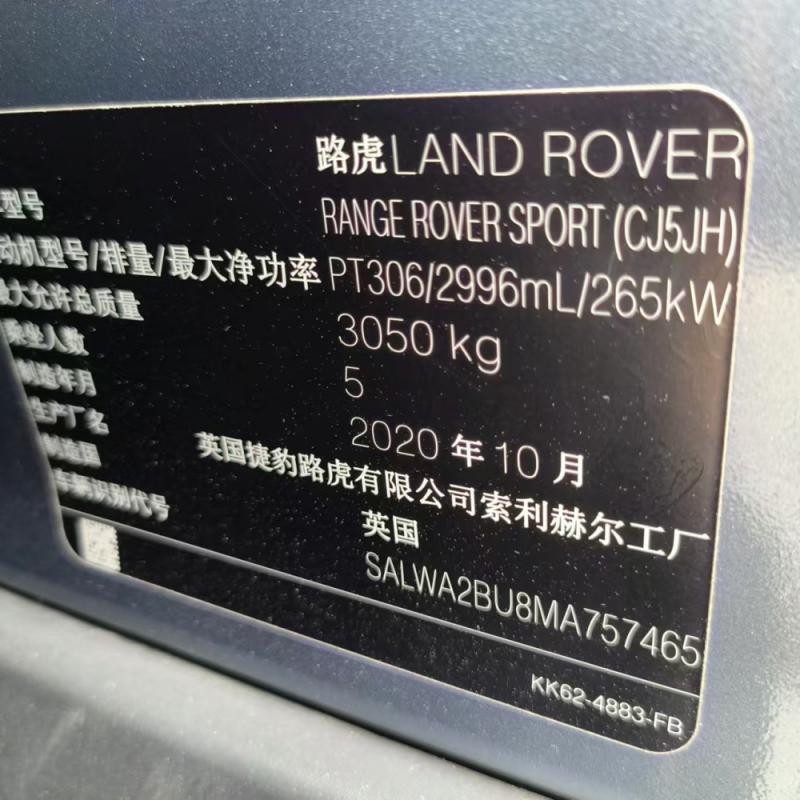 路虎LAND ROVER
型号 RANGE ROVER SPORT (CJ5JH)
动机型号/排量/最大净功率 PT306/2996mL/265kW
最大允许总质量 3050 kg
乘坐人数 5
制造年月 2020 年 10 月
生产厂名 英国捷豹路虎有限公司索利赫尔工厂
制造国 英国
车辆识别代号 SALWA2BU8MA757465
KK62-4883-FB